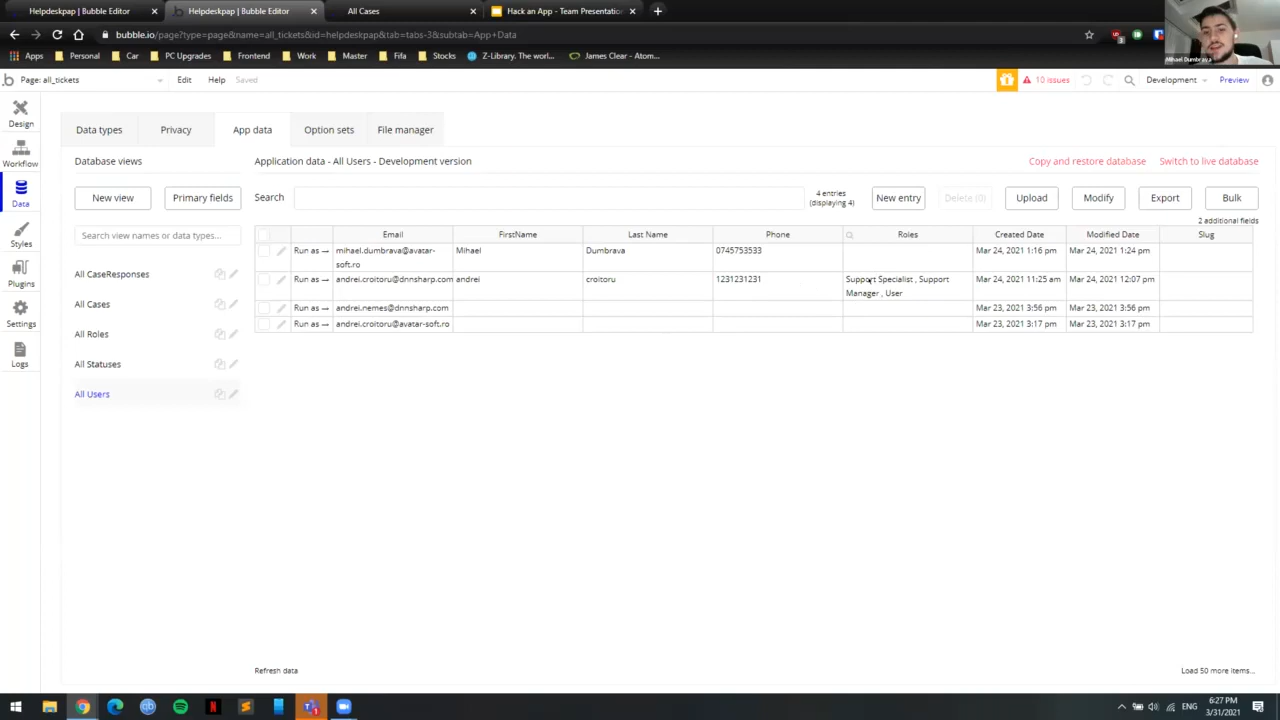 Helpdeskpap | Bubble Editor
Helpdeskpap | Bubble Editor
All Cases
Hack an App - Team Presentation
bubble.io/page?type=page&name=all_tickets&id=helpdeskpap&tab=tabs-3&subtab=App+Data
Apps
Personal
Car
PC Upgrades
Frontend
Work
Master
Fifa
Stocks
Z-Library. The worl...
James Clear - Atom...
Mihael Dumbrava
Page: all_tickets
Edit
Help
Saved
10 issues
Development
Preview
Design
Workflow
Data
Styles
Plugins
Settings
Logs
Data types
Privacy
App data
Option sets
File manager
Database views
Application data - All Users - Development version
Copy and restore database
Switch to live database
New view
Primary fields
Search
4 entries
(displaying 4)
New entry
Delete (0)
Upload
Modify
Export
Bulk
2 additional fields
Search view names or data types...
All CaseResponses
All Cases
All Roles
All Statuses
All Users
Email
FirstName
Last Name
Phone
Roles
Created Date
Modified Date
Slug
Run as →
mihael.dumbrava@avatar-
soft.ro
Mihael
Dumbrava
0745753533
Mar 24, 2021 1:16 pm
Mar 24, 2021 1:24 pm
Run as →
andrei.croitoru@dnnsharp.com
andrei
croitoru
1231231231
Support Specialist , Support
Manager , User
Mar 24, 2021 11:25 am
Mar 24, 2021 12:07 pm
Run as →
andrei.nemes@dnnsharp.com
Mar 23, 2021 3:56 pm
Mar 23, 2021 3:56 pm
Run as →
andrei.croitoru@avatar-soft.ro
Mar 23, 2021 3:17 pm
Mar 23, 2021 3:17 pm
Refresh data
Load 50 more items...
ENG
6:27 PM
3/31/2021